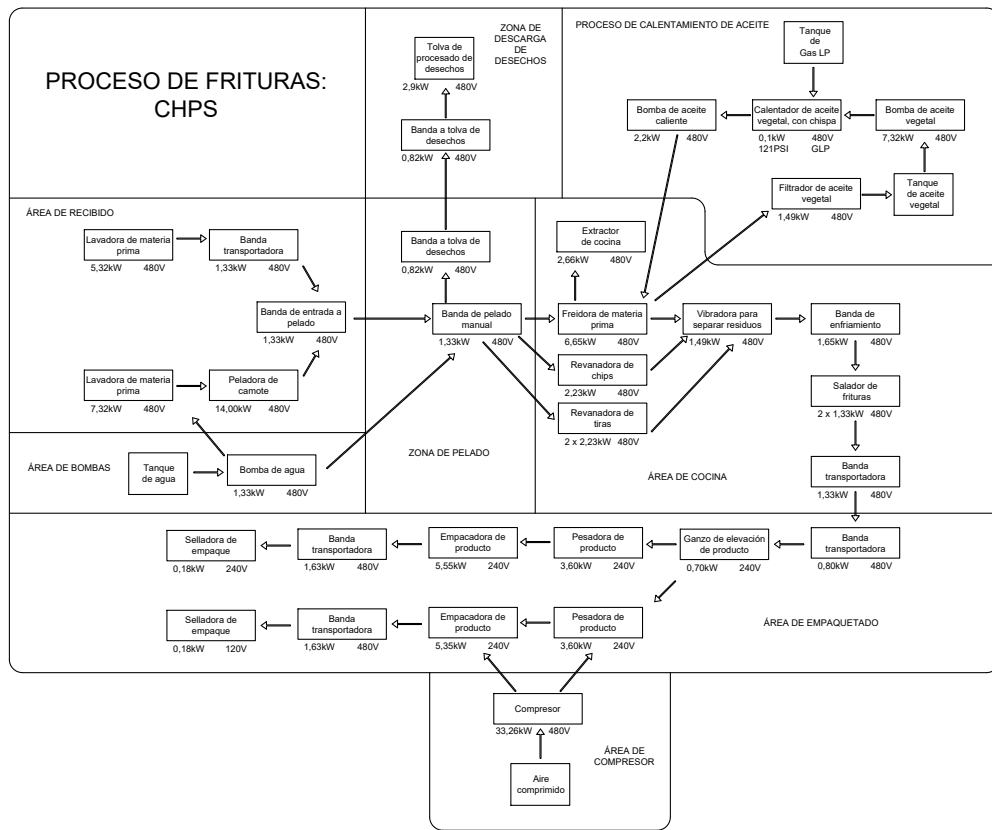 PROCESO DE FRITURAS:
CHPS
ZONA DE
DESCARGA
DE
DESECHOS
Tolva de
procesado de
desechos
2,9kW 480V
Banda a tolva de
desechos
0,82kW 480V
PROCESO DE CALENTAMIENTO DE ACEITE
Tanque
de
Gas LP
Bomba de aceite
caliente
2,2kW 480V
Calentador de aceite
vegetal, con chispa
0,1kW 480V
121PSI GLP
Bomba de aceite
vegetal
7,32kW 480V
Filtrador de aceite
vegetal
1,49kW 480V
Tanque
de aceite
vegetal
ÁREA DE RECIBIDO
Lavadora de materia
prima
5,32kW 480V
Banda
transportadora
1,33kW 480V
Banda de entrada a
pelado
1,33kW 480V
Lavadora de materia
prima
7,32kW 480V
Peladora de
camote
14,00kW 480V
ÁREA DE BOMBAS
Tanque
de agua
Bomba de agua
1,33kW 480V
Banda a tolva de
desechos
0,82kW 480V
Banda de pelado
manual
1,33kW 480V
ZONA DE PELADO
Extractor
de cocina
2,66kW 480V
Freidora de materia
prima
6,65kW 480V
Vibradora para
separar residuos
1,49kW 480V
Banda de
enfriamiento
1,65kW 480V
Revanadora de
chips
2,23kW 480V
Revanadora de
tiras
2 x 2,23kW 480V
Salador de
frituras
2 x 1,33kW 480V
Banda
transportadora
1,33kW 480V
ÁREA DE COCINA
Selladora de
empaque
0,18kW 240V
Banda
transportadora
1,63kW 480V
Empacadora de
producto
5,55kW 240V
Pesadora de
producto
3,60kW 240V
Ganzo de elevación
de producto
0,70kW 240V
Banda
transportadora
0,80kW 480V
Selladora de
empaque
0,18kW 120V
Banda
transportadora
1,63kW 480V
Empacadora de
producto
5,35kW 240V
Pesadora de
producto
3,60kW 240V
ÁREA DE EMPAQUETADO
Compresor
33,26kW 480V
Aire
comprimido
ÁREA DE
COMPRESOR